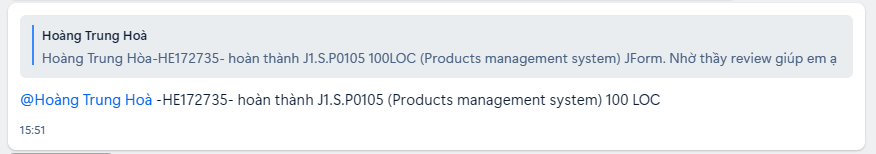 Hoàng Trung Hoà
Hoàng Trung Hòa-HE172735- hoàn thành J1.S.P0105 100LOC (Products management system) JForm. Nhờ thầy review giúp em ạ
@Hoàng Trung Hoà -HE172735- hoàn thành J1.S.P0105 (Products management system) 100 LOC
15:51